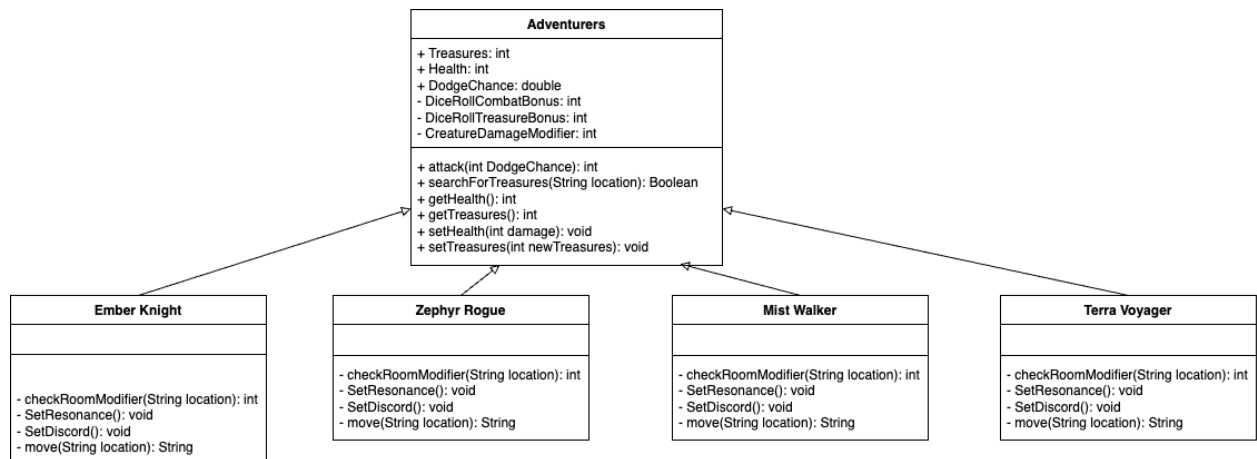 Adventurers
+ Treasures: int
+ Health: int
+ DodgeChance: double
- DiceRollCombatBonus: int
- DiceRollTreasureBonus: int
- CreatureDamageModifier: int
+ attack(int DodgeChance): int
+ searchForTreasures(String location): Boolean
+ getHealth(): int
+ getTreasures(): int
+ setHealth(int damage): void
+ setTreasures(int newTreasures): void
Ember Knight
- checkRoomModifier(String location): int
- SetResonance(): void
- SetDiscord(): void
- move(String location): String
Zephyr Rogue
- checkRoomModifier(String location): int
- SetResonance(): void
- SetDiscord(): void
- move(String location): String
Mist Walker
- checkRoomModifier(String location): int
- SetResonance(): void
- SetDiscord(): void
- move(String location): String
Terra Voyager
- checkRoomModifier(String location): int
- SetResonance(): void
- SetDiscord(): void
- move(String location): String